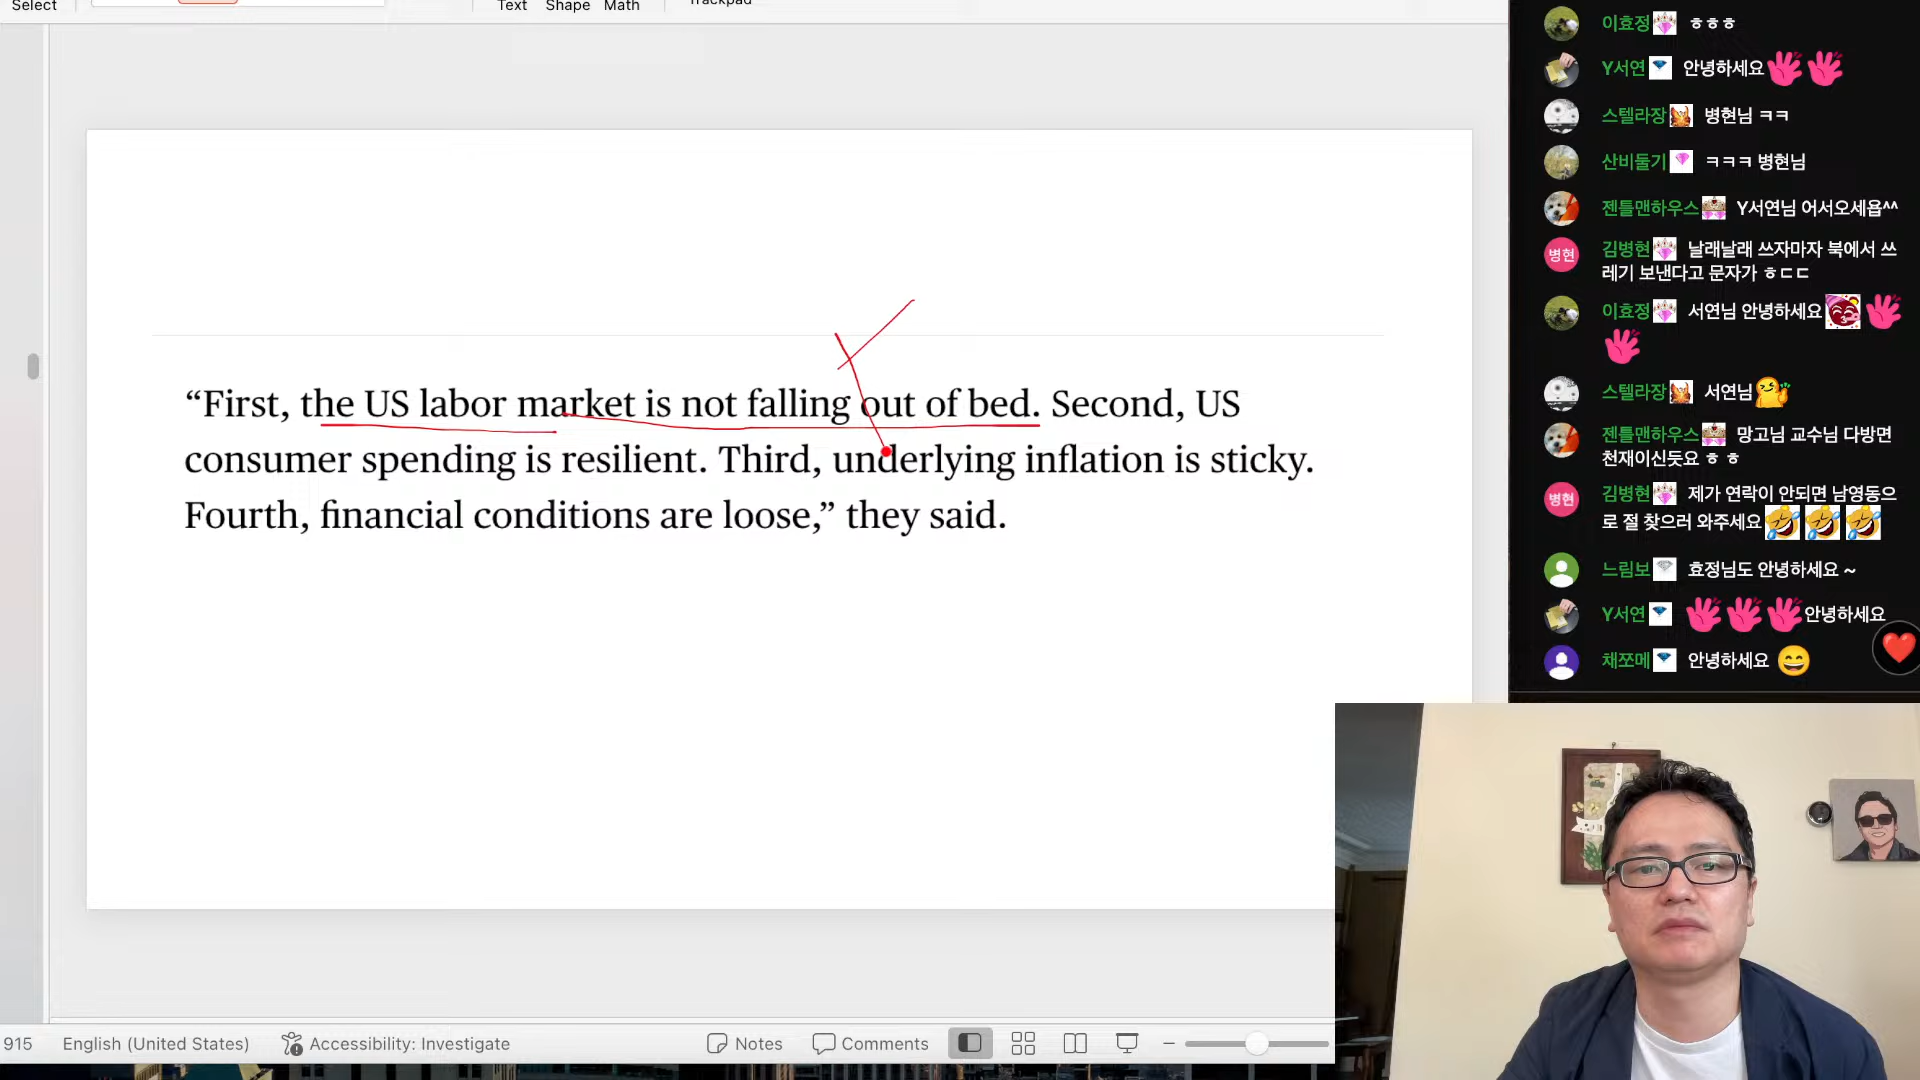 Select
Text Shape Math
Trackpad
“First, the US labor market is not falling out of bed. Second, US
consumer spending is resilient. Third, underlying inflation is sticky.
Fourth, financial conditions are loose,” they said.
이효정 ㅎㅎㅎ
Y서연 안녕하세요
스텔라장 병현님 ㅋㅋ
산비둘기 ㅋㅋㅋ 병현님
젠틀맨하우스 Y서연님 어서오세욥^^
병현
김병현 날래날래 쓰자마자 북에서 쓰
레기 보낸다고 문자가 ㅎㄷㄷ
이효정 서연님 안녕하세요
스텔라장 서연님
젠틀맨하우스 망고님 교수님 다방면
천재이신듯요 ㅎ ㅎ
병현
김병현 제가 연락이 안되면 남영동으
로 절 찾으러 와주세요
느림보 효정님도 안녕하세요 ~
Y서연 안녕하세요
채쪼메 안녕하세요
915 English (United States) Accessibility: Investigate Notes Comments